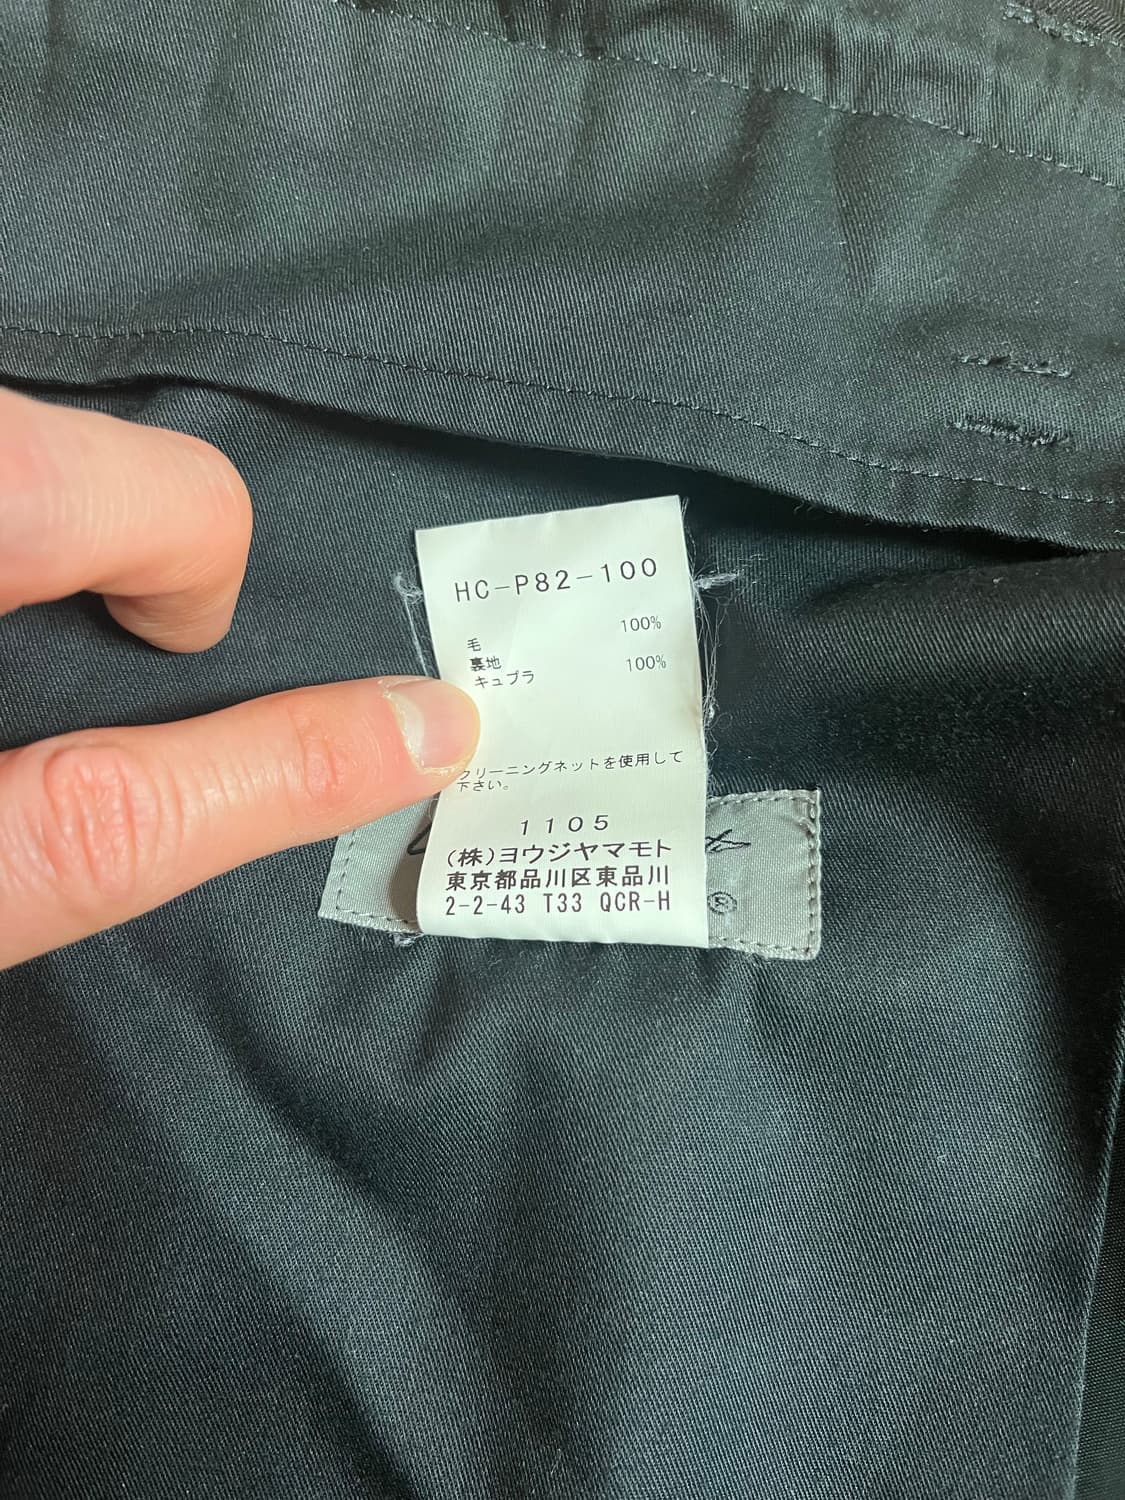 HC-P82-100
毛 100%
裏地
キュプラ 100%
クリーニングネットを使用して
下さい。
1105
(株)ヨウジヤマモト
東京都品川区東品川
2-2-43 T33 QCR-H
®